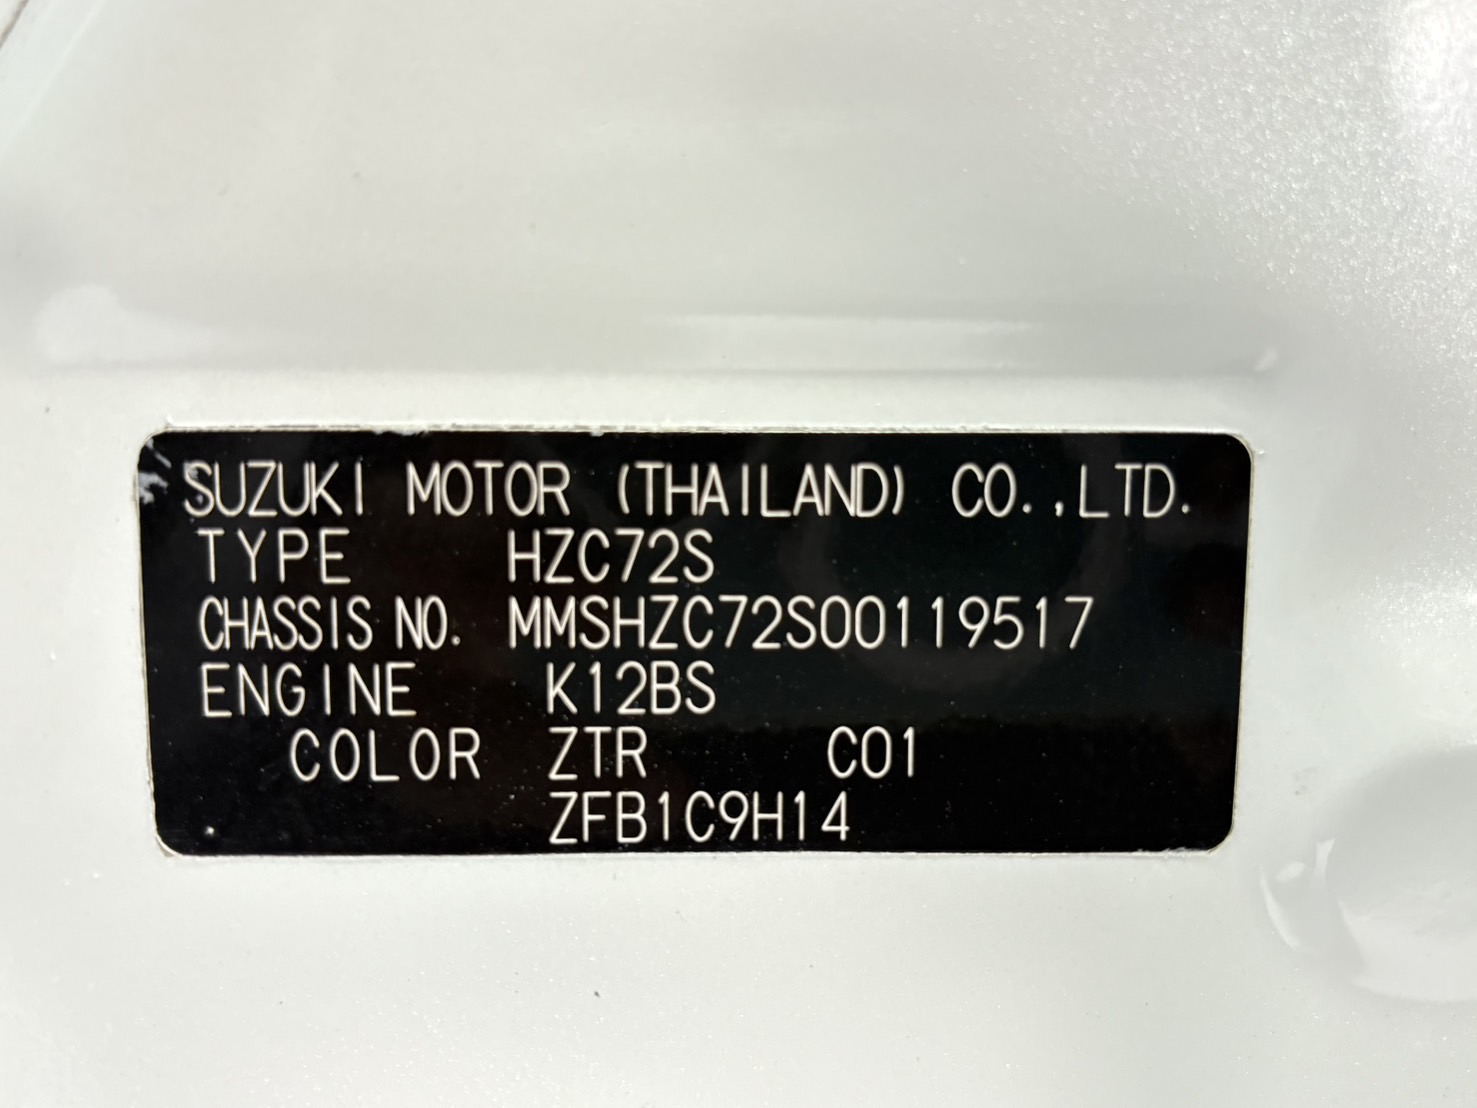 SUZUKI MOTOR (THAILAND) CO.,LTD.
TYPE HZC72S
CHASSIS NO. MMSHZC72S00119517
ENGINE K12BS
COLOR ZTR C01
ZFB1C9H14